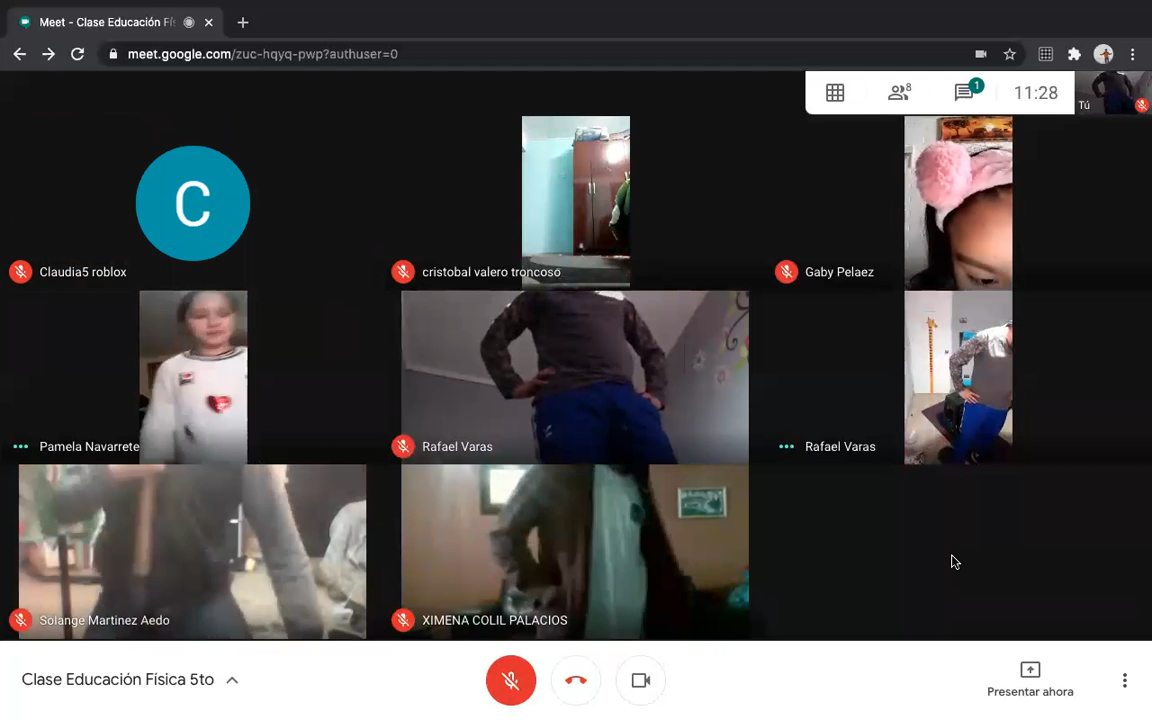 Meet - Clase Educación Fí
meet.google.com/zuc-hqyq-pwp?authuser=0
8
1
11:28
Tú
C
Claudia5 roblox
cristobal valero troncoso
Gaby Pelaez
Pamela Navarrete
Rafael Varas
Rafael Varas
Solange Martinez Aedo
XIMENA COLIL PALACIOS
Clase Educación Física 5to
Presentar ahora